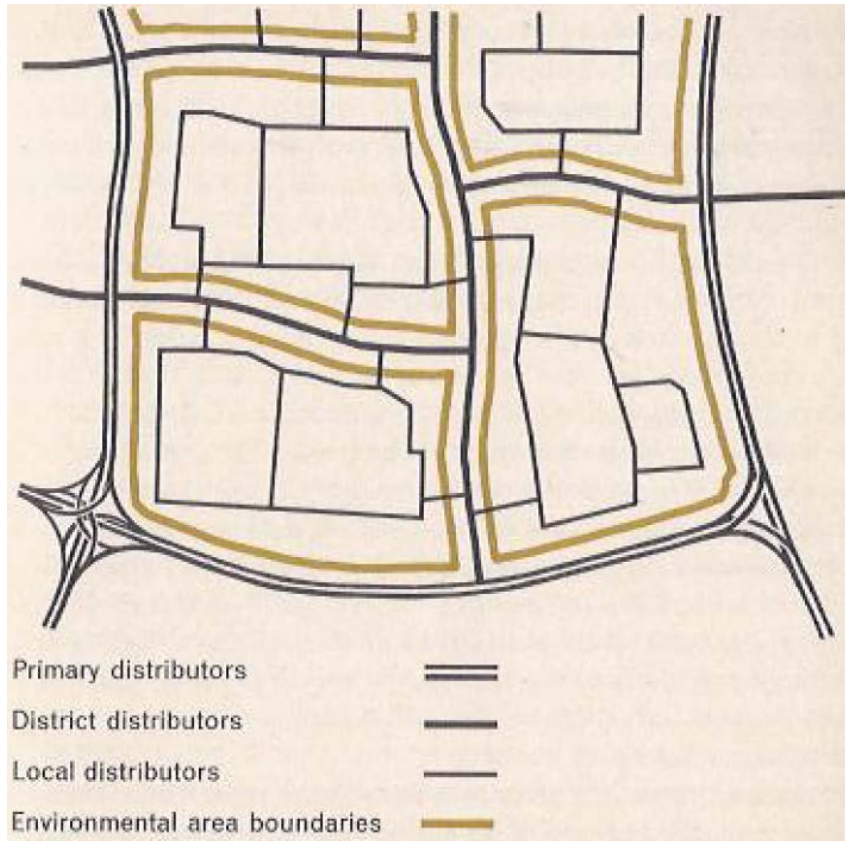 Primary distributors
District distributors
Local distributors
Environmental area boundaries